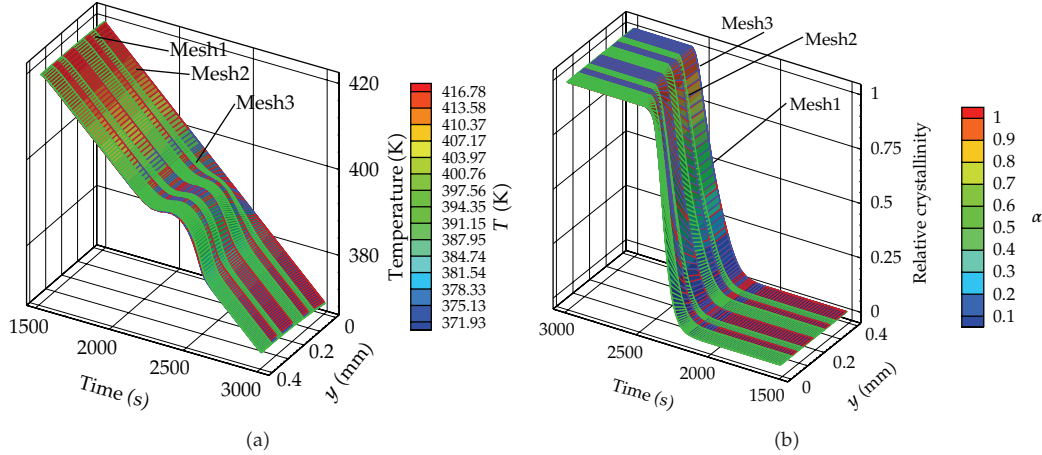 Mesh1
Mesh2
Mesh3
420
400
380
Temperature (K)
1500
2000
2500
3000
Time (s)
0
0.2
0.4
y (mm)
T (K)
416.78
413.58
410.37
407.17
403.97
400.76
397.56
394.35
391.15
387.95
384.74
381.54
378.33
375.13
371.93
(a)
Mesh3
Mesh2
Mesh1
1
0.75
0.5
0.25
0
Relative crystallinity
3000
2500
2000
1500
Time (s)
0.4
0.2
0
y (mm)
α
1
0.9
0.8
0.7
0.6
0.5
0.4
0.3
0.2
0.1
(b)